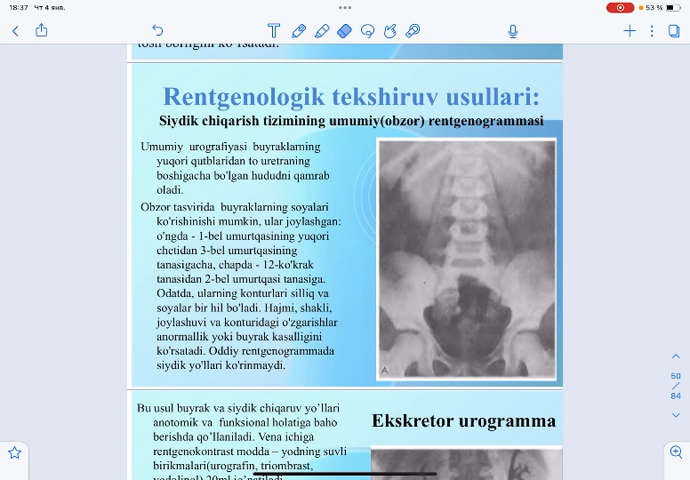 18:37 Чт 4 янв.
53 %
tosh borligini ko'rsatadi.
Rentgenologik tekshiruv usullari:
Siydik chiqarish tizimining umumiy(obzor) rentgenogrammasi
Umumiy urografiyasi buyraklarning
yuqori qutblaridan to uretraning
boshigacha bo'lgan hududni qamrab
oladi.
Obzor tasvirida buyraklarning soyalari
ko'rishinishi mumkin, ular joylashgan:
o'ngda - 1-bel umurtqasining yuqori
chetidan 3-bel umurtqasining
tanasigacha, chapda - 12-ko'krak
tanasidan 2-bel umurtqasi tanasiga.
Odatda, ularning konturlari silliq va
soyalar bir hil bo'ladi. Hajmi, shakli,
joylashuvi va konturidagi o'zgarishlar
anormallik yoki buyrak kasalligini
ko'rsatadi. Oddiy rentgenogrammada
siydik yo'llari ko'rinmaydi.
A
50
/
84
Bu usul buyrak va siydik chiqaruv yo'llari
anotomik va funksional holatiga baho
berishda qo'llaniladi. Vena ichiga
rentgenokontrast modda – yodning suvli
birikmalari(urografin, triombrast,
yodolipol) 20ml jo'natiladi
Ekskretor urogramma